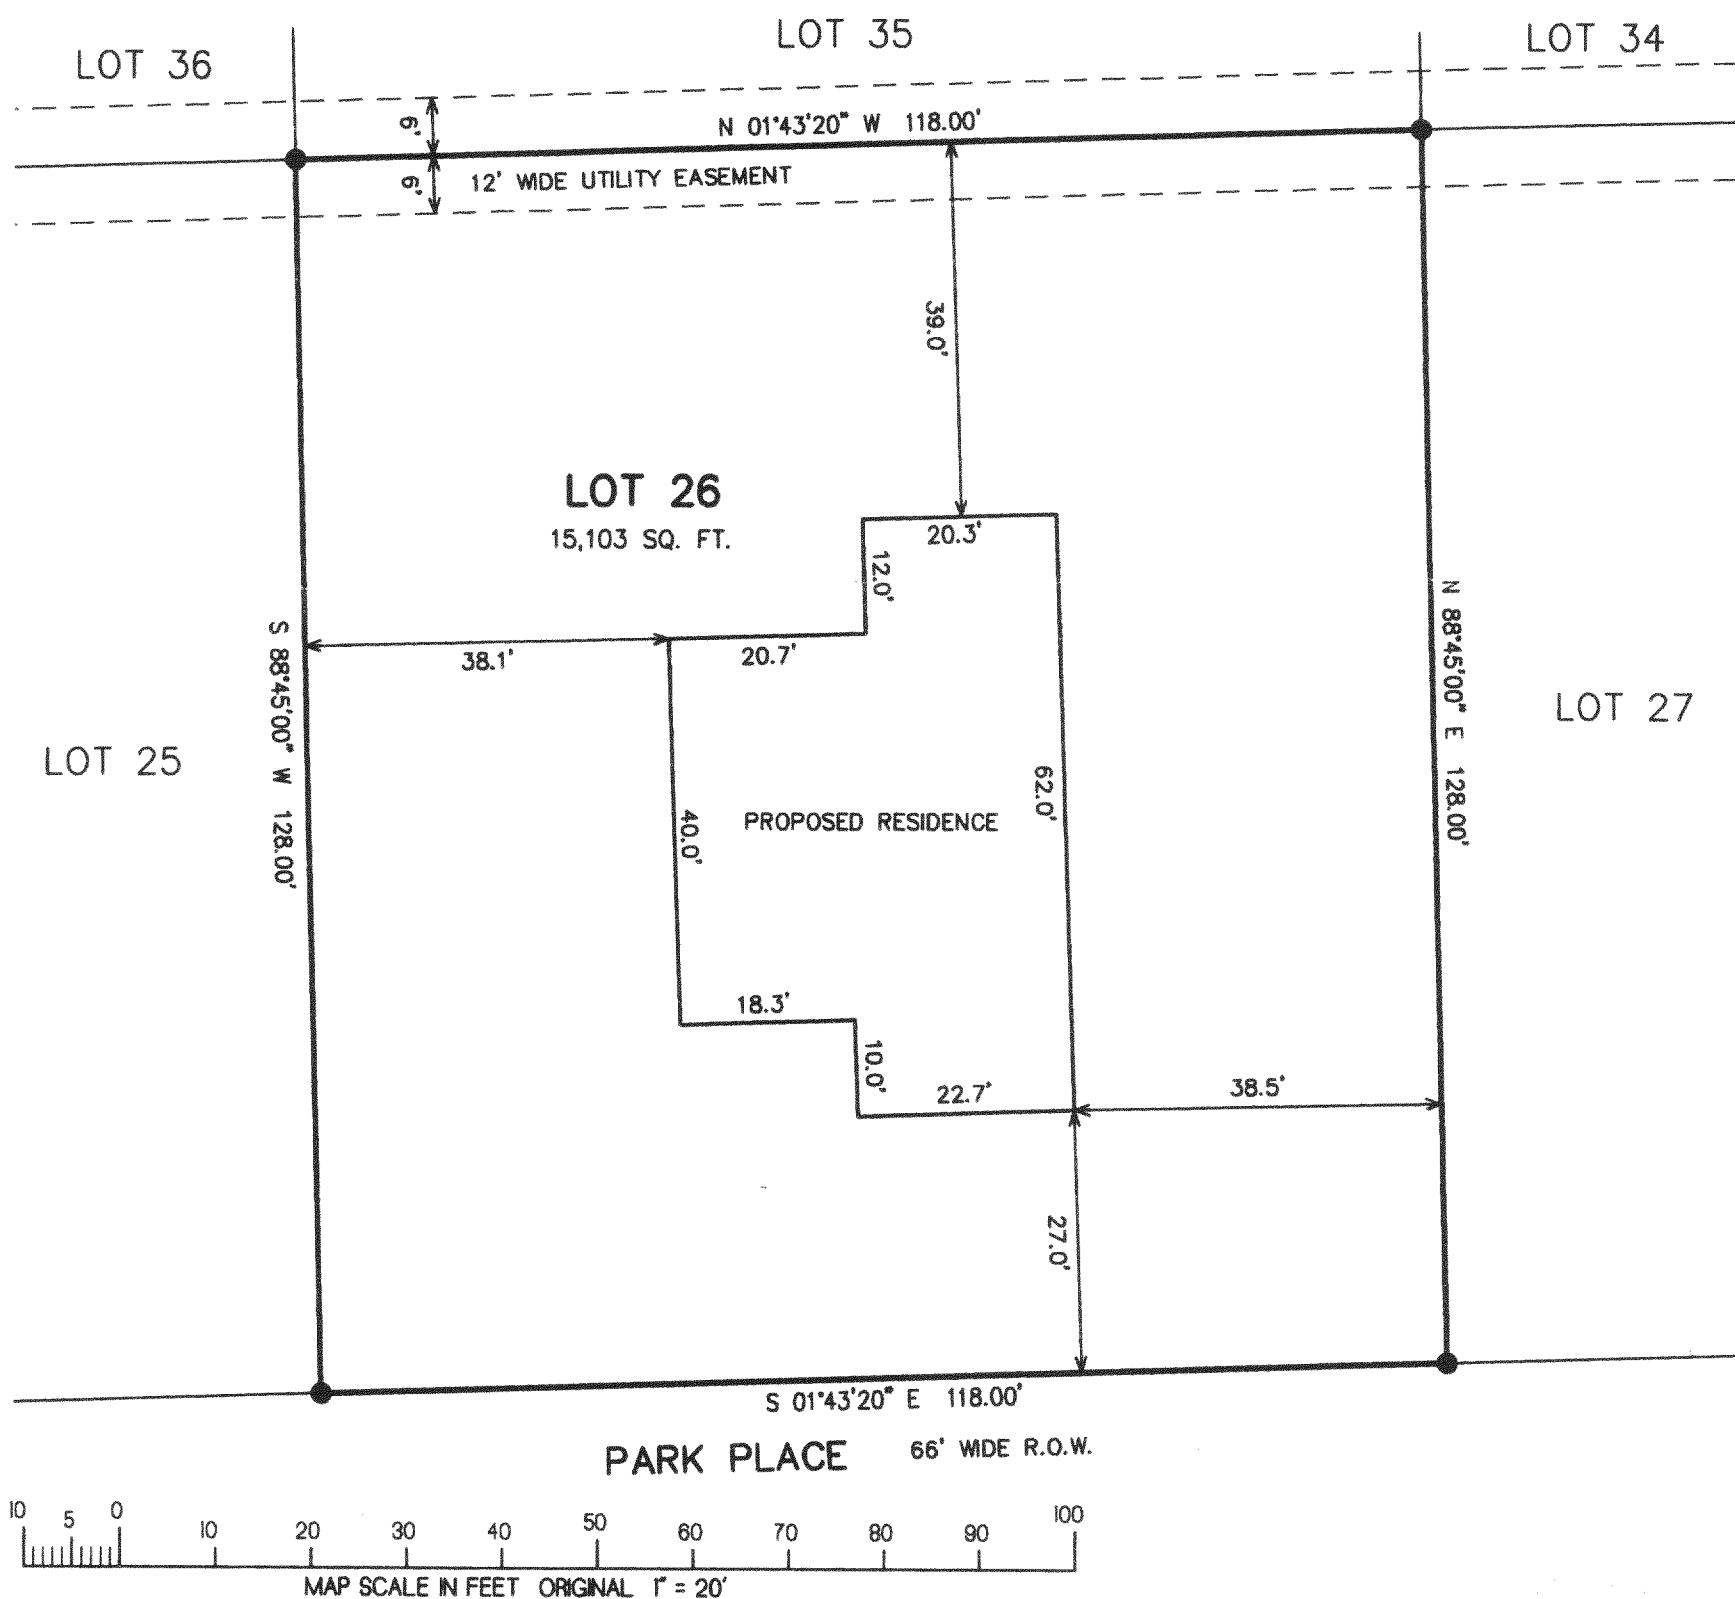 LOT 36
LOT 35
LOT 34
6'
N 01°43'20" W 118.00'
6'
12' WIDE UTILITY EASEMENT
39.0'
LOT 26
15,103 SQ. FT.
20.3'
12.0'
S 88°45'00" W 128.00'
38.1'
20.7'
N 88°45'00" E 128.00'
LOT 25
LOT 27
40.0'
PROPOSED RESIDENCE
62.0'
18.3'
10.0'
22.7'
38.5'
27.0'
S 01°43'20" E 118.00'
PARK PLACE 66' WIDE R.O.W.
10 5 0 10 20 30 40 50 60 70 80 90 100
MAP SCALE IN FEET ORIGINAL 1" = 20'